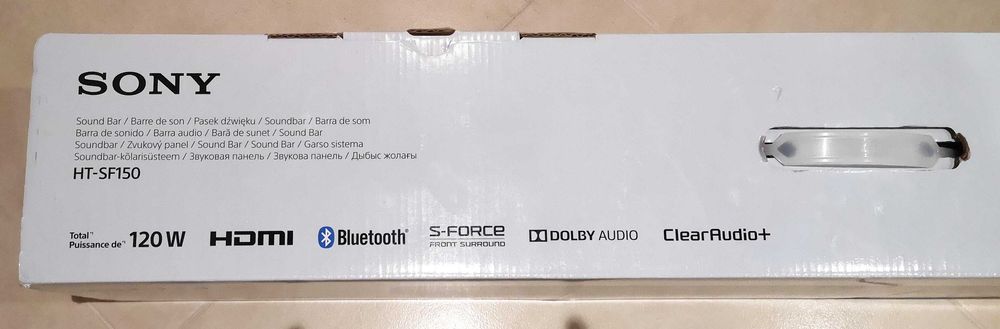 SONY
Sound Bar / Barre de son / Pasek dźwięku / Soundbar / Barra de som
Barra de sonido / Barra audio / Bară de sunet / Sound Bar
Soundbar / Zvukový panel / Sound Bar / Sound Bar / Garso sistema
Soundbar-kõlarisüsteem / Звуковая панель / Звукова панель / Дыбыс жолағы
HT-SF150
Total*¹
Puissance de*¹ 120 W HDMI Bluetooth® S-FORCE FRONT SURROUND DOLBY AUDIO ClearAudio+